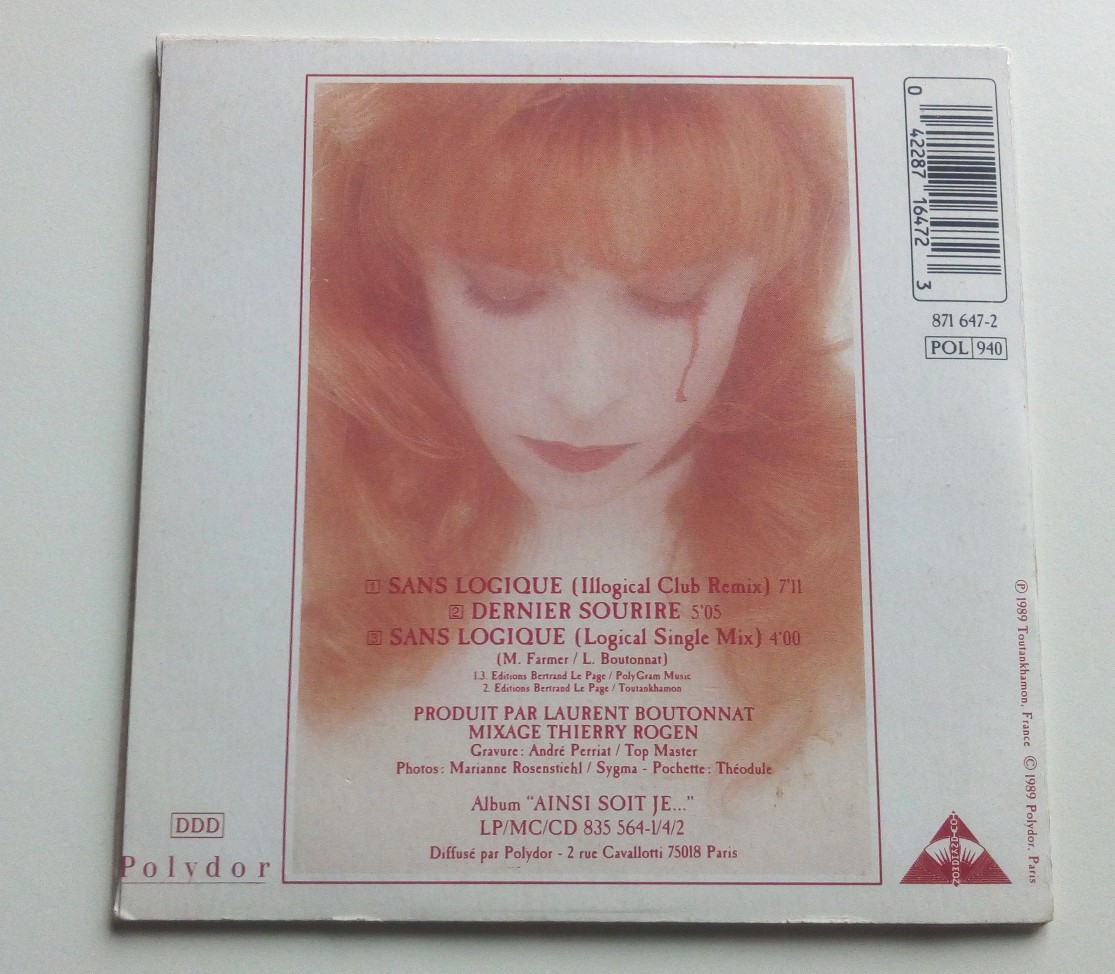 0 42287 16472 3
871 647-2
POL 940
1 SANS LOGIQUE (Illogical Club Remix) 7'11
2 DERNIER SOURIRE 5'05
3 SANS LOGIQUE (Logical Single Mix) 4'00
(M. Farmer / L. Boutonnat)
1.3. Editions Bertrand Le Page / PolyGram Music
2. Editions Bertrand Le Page / Toutankhamon
PRODUIT PAR LAURENT BOUTONNAT
MIXAGE THIERRY ROGEN
Gravure : André Perriat / Top Master
Photos : Marianne Rosenstiehl / Sygma - Pochette : Théodule
Album "AINSI SOIT JE..."
LP/MC/CD 835 564-1/4/2
Diffusé par Polydor - 2 rue Cavallotti 75018 Paris
DDD
Polydor
℗ 1989 Toutankhamon, France © 1989 Polydor, Paris